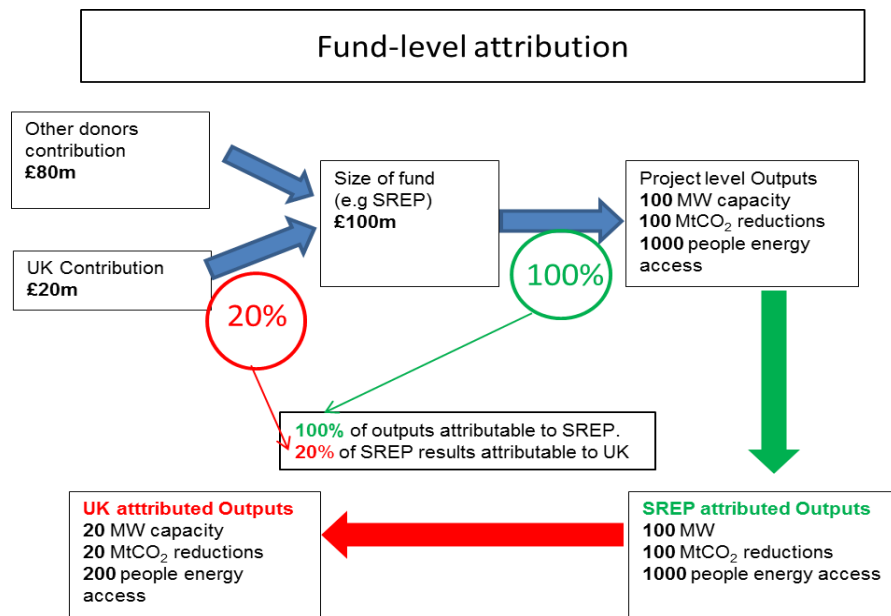 Fund-level attribution
Other donors
contribution
£80m
Size of fund
(e.g SREP)
£100m
Project level Outputs
100 MW capacity
100 MtCO₂ reductions
1000 people energy
access
UK Contribution
£20m
20%
100%
100% of outputs attributable to SREP.
20% of SREP results attributable to UK
UK atttributed Outputs
20 MW capacity
20 MtCO₂ reductions
200 people energy
access
SREP attributed Outputs
100 MW
100 MtCO₂ reductions
1000 people energy access